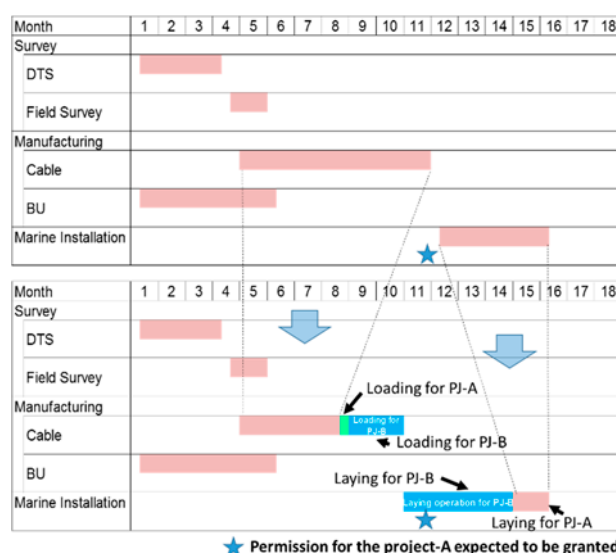 Month 1 2 3 4 5 6 7 8 9 10 11 12 13 14 15 16 17 18
Survey
DTS
Field Survey
Manufacturing
Cable
BU
Marine Installation
Month 1 2 3 4 5 6 7 8 9 10 11 12 13 14 15 16 17 18
Survey
DTS
Field Survey
Loading for PJ-A
Manufacturing
Cable
Loading for
PJ-B
Loading for PJ-B
BU
Laying for PJ-B
Marine Installation
Laying operation for PJ-B
Laying for PJ-A
Permission for the project-A expected to be granted